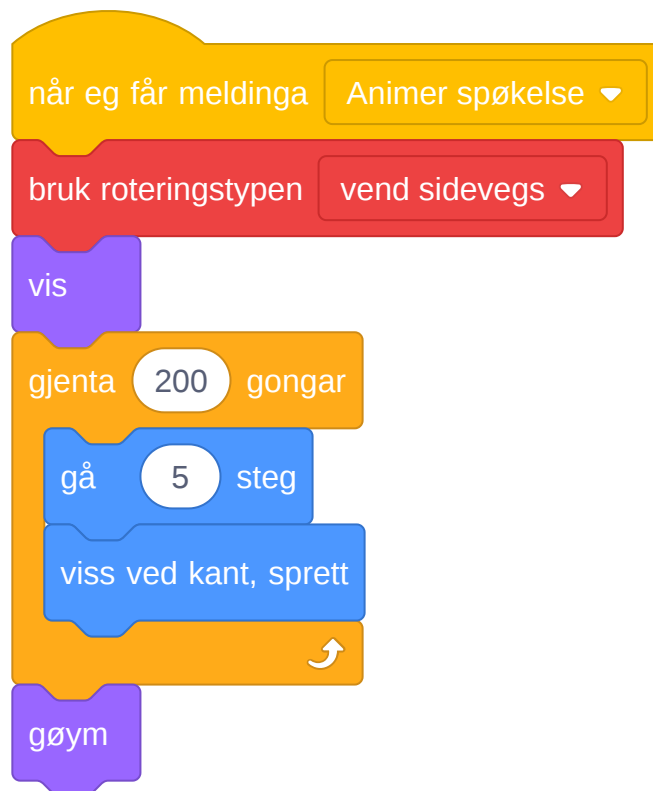 når eg får meldinga Animer spøkelse
bruk roteringstypen vend sidevegs
vis
gjenta 200 gongar
gå 5 steg
viss ved kant, sprett
gøym